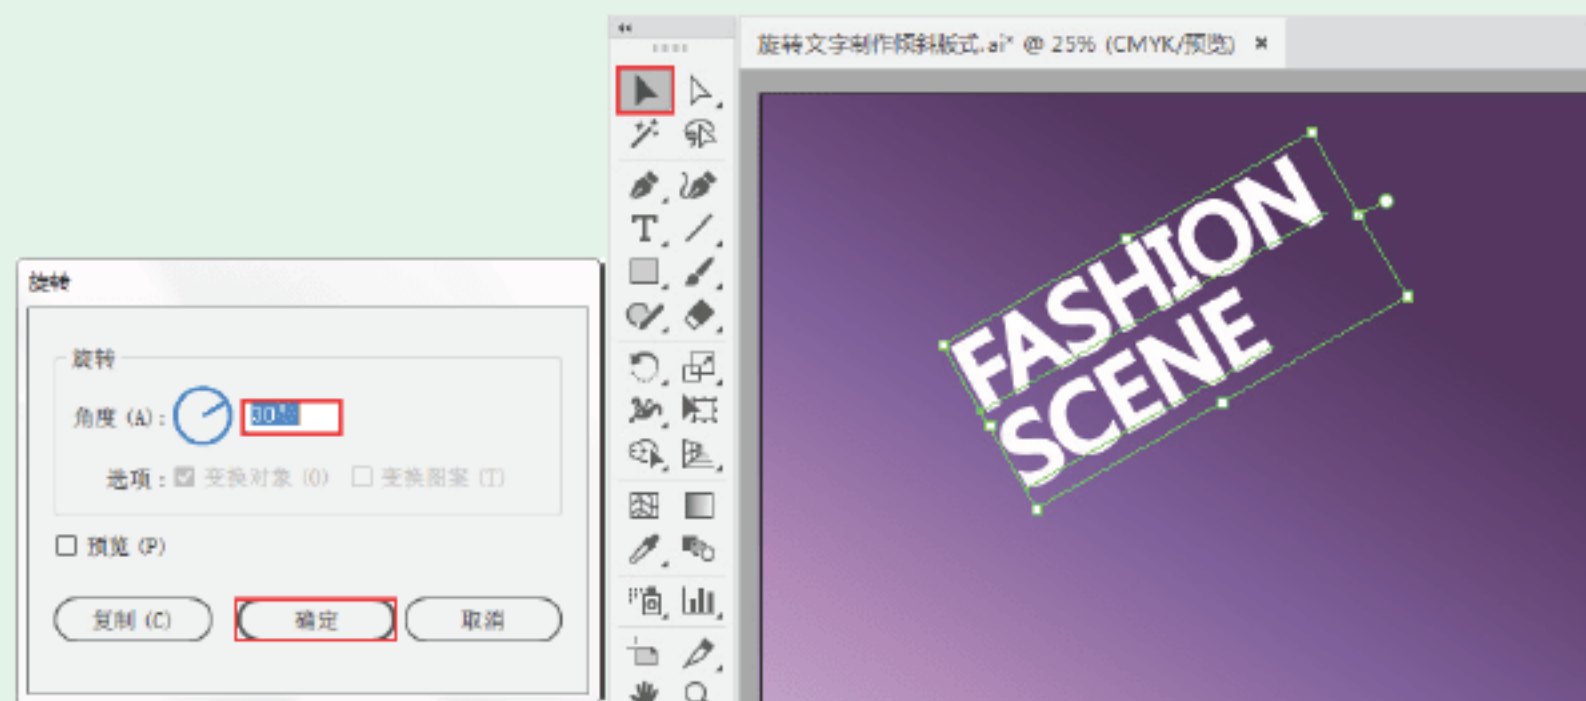 旋转文字制作倾斜版式.ai* @ 25% (CMYK/预览)
FASHION
SCENE
旋转
旋转
角度 (A):
30°
选项: 变换对象 (O) 变换图案 (T)
预览 (P)
复制 (C) 确定 取消